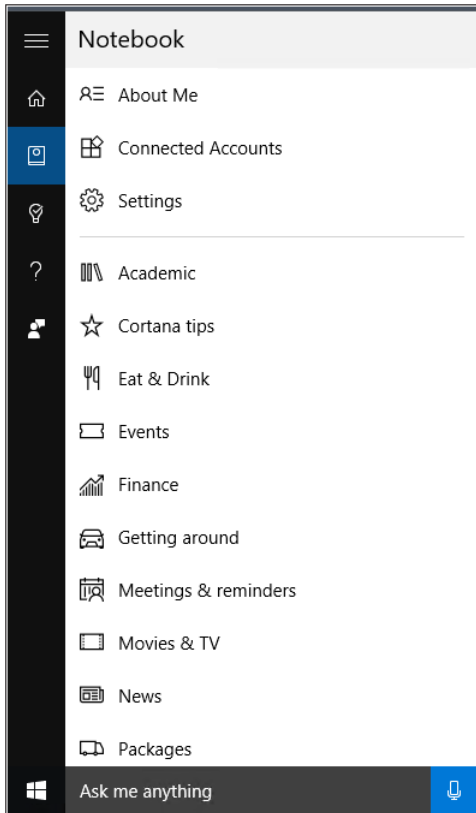 Notebook
About Me
Connected Accounts
Settings
Academic
Cortana tips
Eat & Drink
Events
Finance
Getting around
Meetings & reminders
Movies & TV
News
Packages
Ask me anything